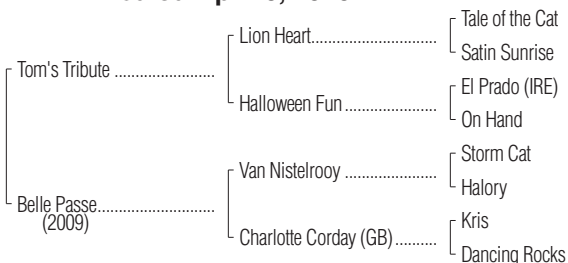 Tale of the Cat
Lion Heart
Satin Sunrise
Tom's Tribute
El Prado (IRE)
Halloween Fun
On Hand
Storm Cat
Van Nistelrooy
Halory
Belle Passe
(2009)
Kris
Charlotte Corday (GB)
Dancing Rocks